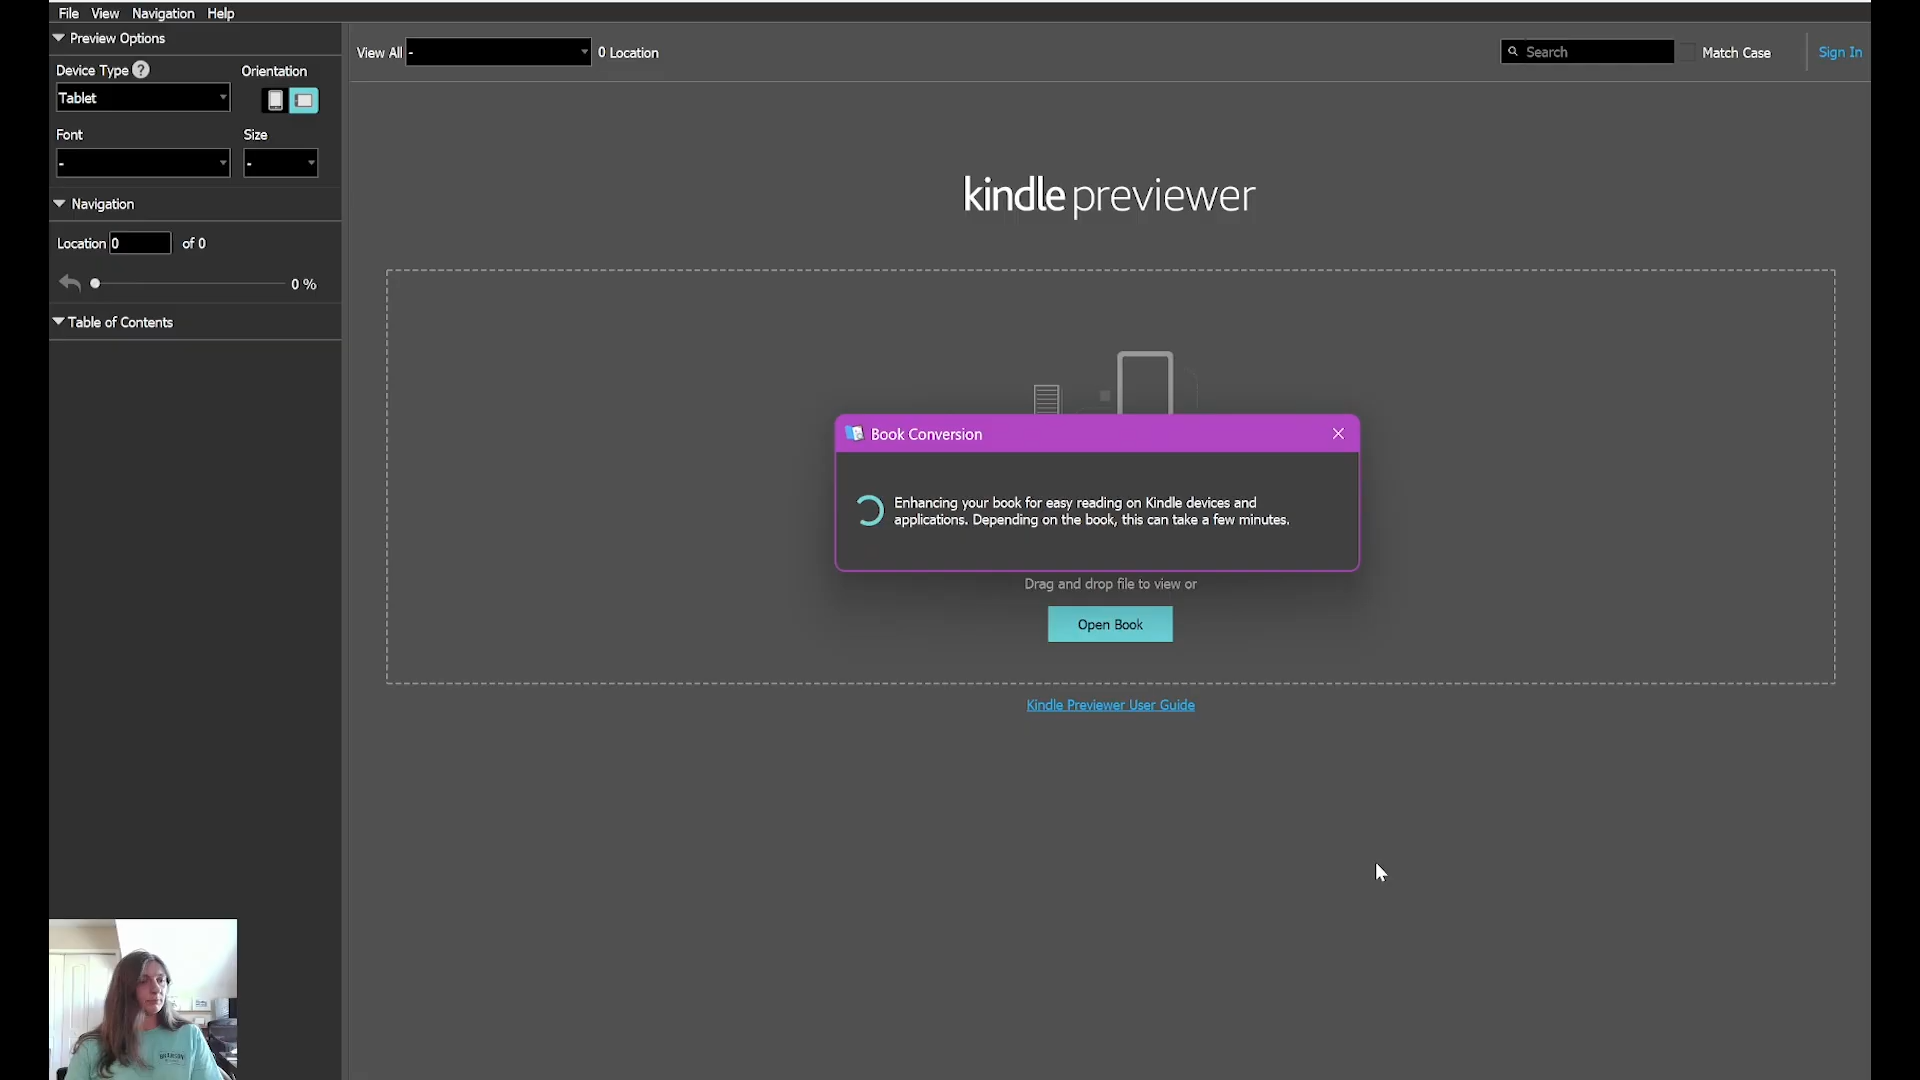 File View Navigation Help
Preview Options
Device Type ? Orientation
Tablet
Font Size
- -
Navigation
Location 0 of 0
0 %
Table of Contents
View All - 0 Location
Search Match Case Sign In
kindle previewer
Book Conversion
Enhancing your book for easy reading on Kindle devices and
applications. Depending on the book, this can take a few minutes.
Drag and drop file to view or
Open Book
Kindle Previewer User Guide